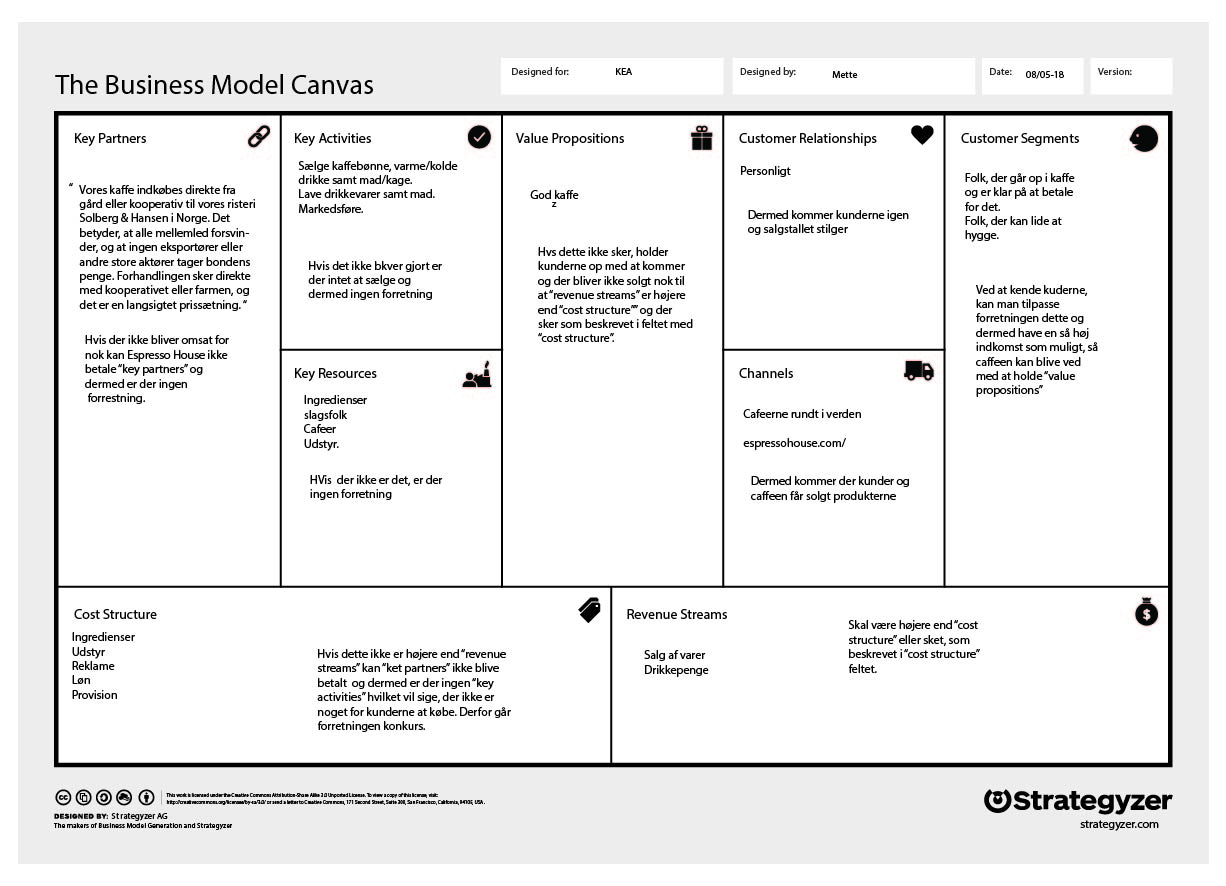 The Business Model Canvas
Designed for: KEA
Designed by: Mette
Date: 08/05-18
Version:
Key Partners
“ Vores kaffe indkøbes direkte fra
gård eller kooperativ til vores risteri
Solberg & Hansen i Norge. Det
betyder, at alle mellemled forsvin-
der, og at ingen eksportører eller
andre store aktører tager bondens
penge. Forhandlingen sker direkte
med kooperativet eller farmen, og
det er en langsigtet prissætning. “
Hvis der ikke bliver omsat for
nok kan Espresso House ikke
betale “key partners” og
dermed er der ingen
forrestning.
Key Activities
Sælge kaffebønne, varme/kolde
drikke samt mad/kage.
Lave drikkevarer samt mad.
Markedsføre.
Hvis det ikke bkver gjort er
der intet at sælge og
dermed ingen forretning
Key Resources
Ingredienser
slagsfolk
Cafeer
Udstyr.
HVis der ikke er det, er der
ingen forretning
Value Propositions
God kaffe
z
Hvs dette ikke sker, holder
kunderne op med at kommer
og der bliver ikke solgt nok til
at “revenue streams” er højere
end “cost structure”” og der
sker som beskrevet i feltet med
“cost structure”.
Customer Relationships
Personligt
Dermed kommer kunderne igen
og salgstallet stilger
Channels
Cafeerne rundt i verden
espressohouse.com/
Dermed kommer der kunder og
caffeen får solgt produkterne
Customer Segments
Folk, der går op i kaffe
og er klar på at betale
for det.
Folk, der kan lide at
hygge.
Ved at kende kuderne,
kan man tilpasse
forretningen dette og
dermed have en så høj
indkomst som muligt, så
caffeen kan blive ved
med at holde “value
propositions”
Cost Structure
Ingredienser
Udstyr
Reklame
Løn
Provision
Hvis dette ikke er højere end “revenue
streams” kan “ket partners” ikke blive
betalt og dermed er der ingen “key
activities” hvilket vil sige, der ikke er
noget for kunderne at købe. Derfor går
forretningen konkurs.
Revenue Streams
Salg af varer
Drikkepenge
Skal være højere end “cost
structure” eller sket, som
beskrevet i “cost structure”
feltet.
$
cc
This work is licensed under the Creative Commons Attribution-Share Alike 3.0 Unported License. To view a copy of this license, visit:
http://creativecommons.org/licenses/by-sa/3.0/ or send a letter to Creative Commons, 171 Second Street, Suite 300, San Francisco, California, 94105, USA.
DESIGNED BY: Strategyzer AG
The makers of Business Model Generation and Strategyzer
Strategyzer
strategyzer.com